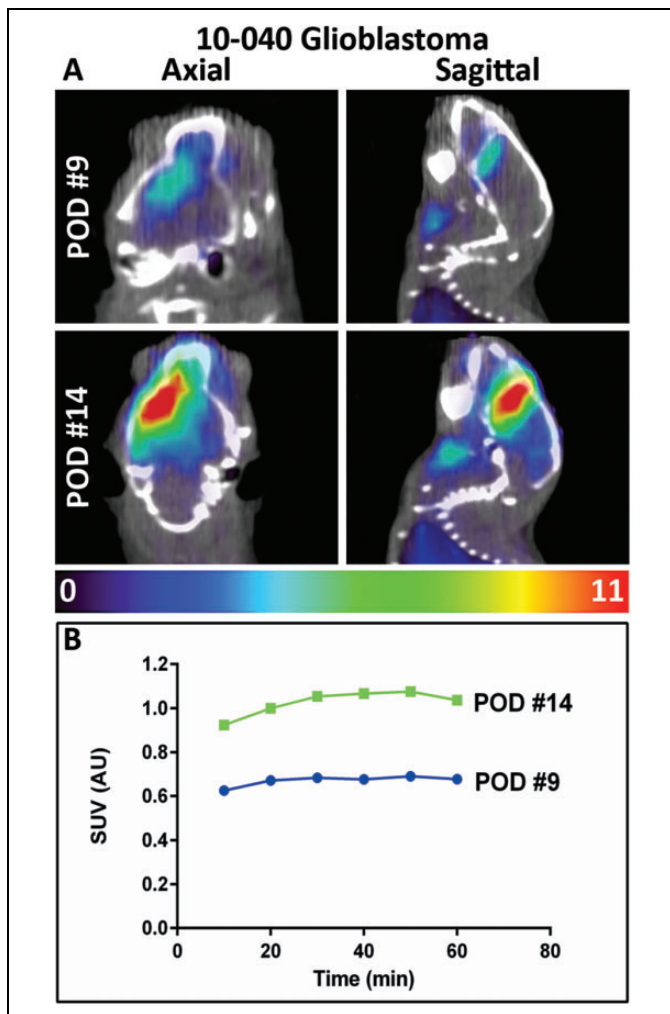 10-040 Glioblastoma
A Axial Sagittal
POD #9
POD #14
0 11
B
1.2
1.0
0.8
0.6
0.4
0.2
0.0
SUV (AU)
POD #14
POD #9
0 20 40 60 80
Time (min)